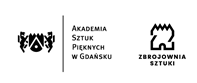 AKADEMIA
SZTUK
PIĘKNYCH
W GDAŃSKU
ZBROJOWNIA
SZTUKI